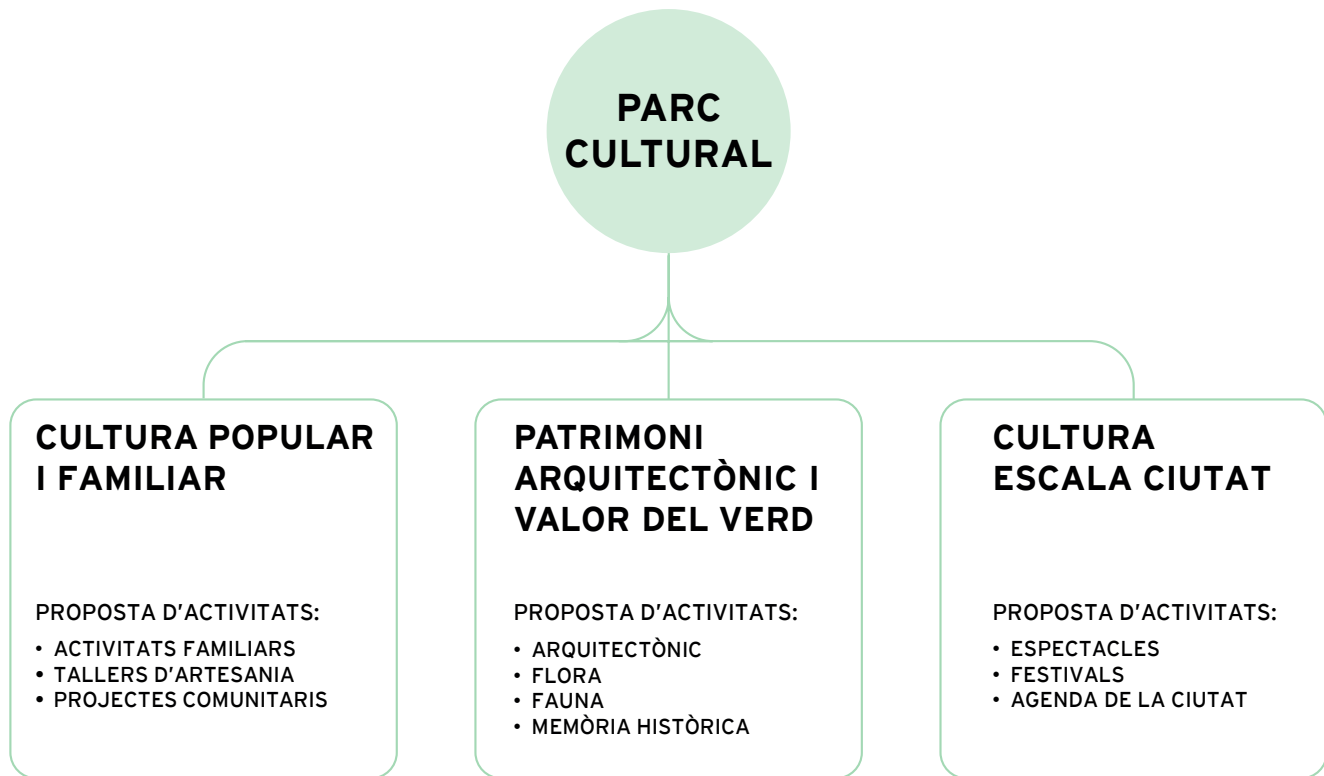 PARC
CULTURAL
CULTURA POPULAR
I FAMILIAR
PROPOSTA D'ACTIVITATS:
• ACTIVITATS FAMILIARS
• TALLERS D'ARTESANIA
• PROJECTES COMUNITARIS
PATRIMONI
ARQUITECTÒNIC I
VALOR DEL VERD
PROPOSTA D'ACTIVITATS:
• ARQUITECTÒNIC
• FLORA
• FAUNA
• MEMÒRIA HISTÒRICA
CULTURA
ESCALA CIUTAT
PROPOSTA D'ACTIVITATS:
• ESPECTACLES
• FESTIVALS
• AGENDA DE LA CIUTAT